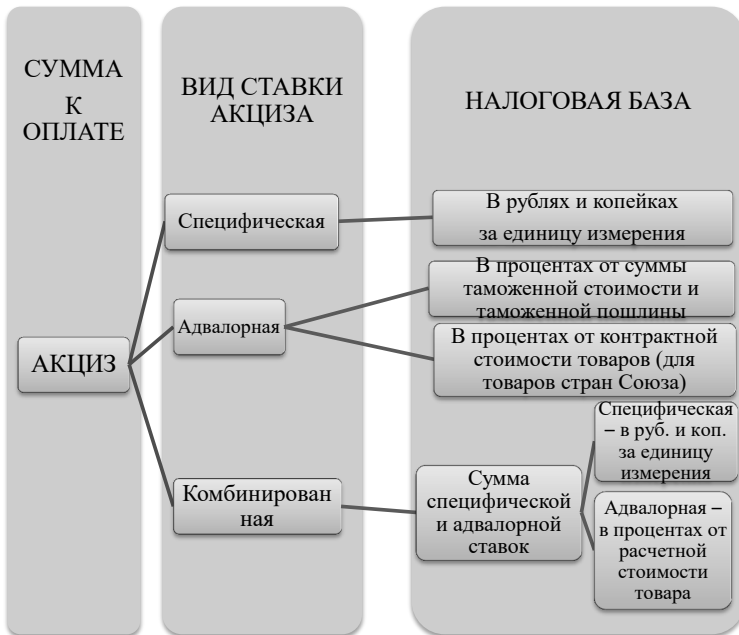 СУММА
К
ОПЛАТЕ
ВИД СТАВКИ
АКЦИЗА
НАЛОГОВАЯ БАЗА
АКЦИЗ
Специфическая
В рублях и копейках
за единицу измерения
Адвалорная
В процентах от суммы
таможенной стоимости и
таможенной пошлины
В процентах от контрактной
стоимости товаров (для
товаров стран Союза)
Комбинирован
ная
Сумма
специфической
и адвалорной
ставок
Специфическая
– в руб. и коп.
за единицу
измерения
Адвалорная –
в процентах от
расчетной
стоимости
товара